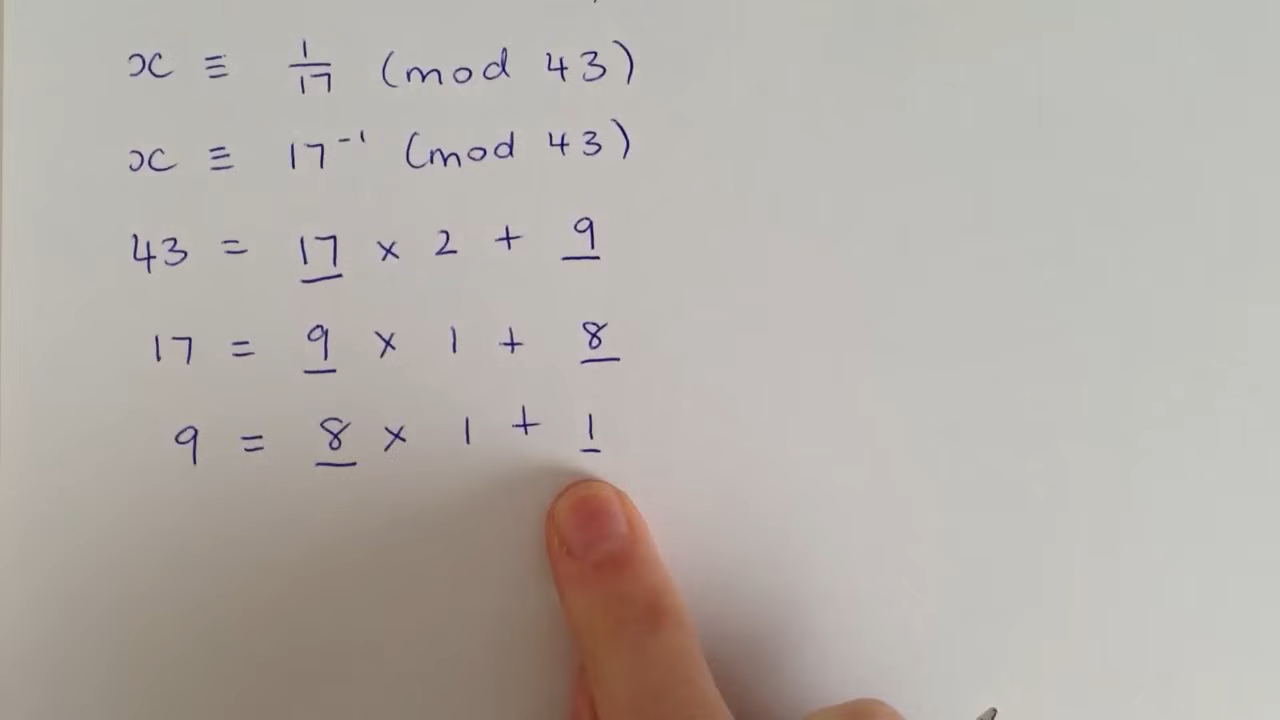 x ≡ 1/17 (mod 43)
x ≡ 17⁻¹ (mod 43)
43 = 17 × 2 + 9
17 = 9 × 1 + 8
9 = 8 × 1 + 1